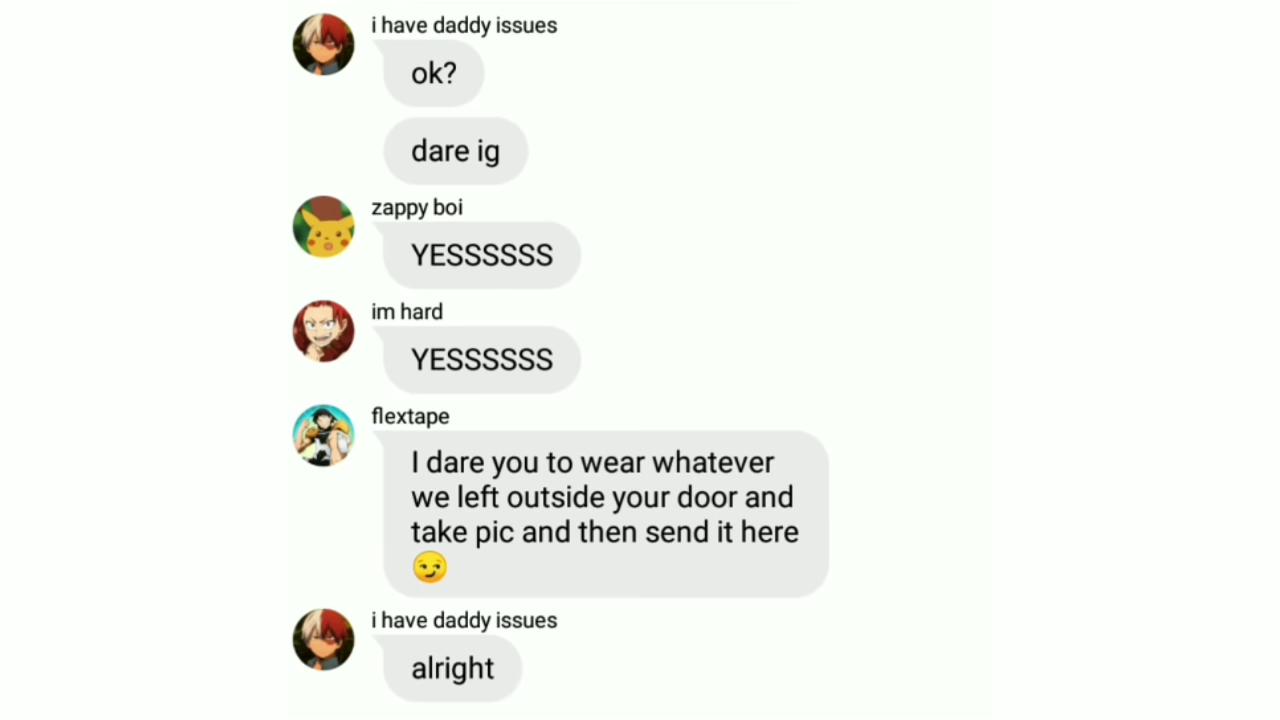 i have daddy issues
ok?
dare ig
zappy boi
YESSSSSS
im hard
YESSSSSS
flextape
I dare you to wear whatever
we left outside your door and
take pic and then send it here
😏
i have daddy issues
alright